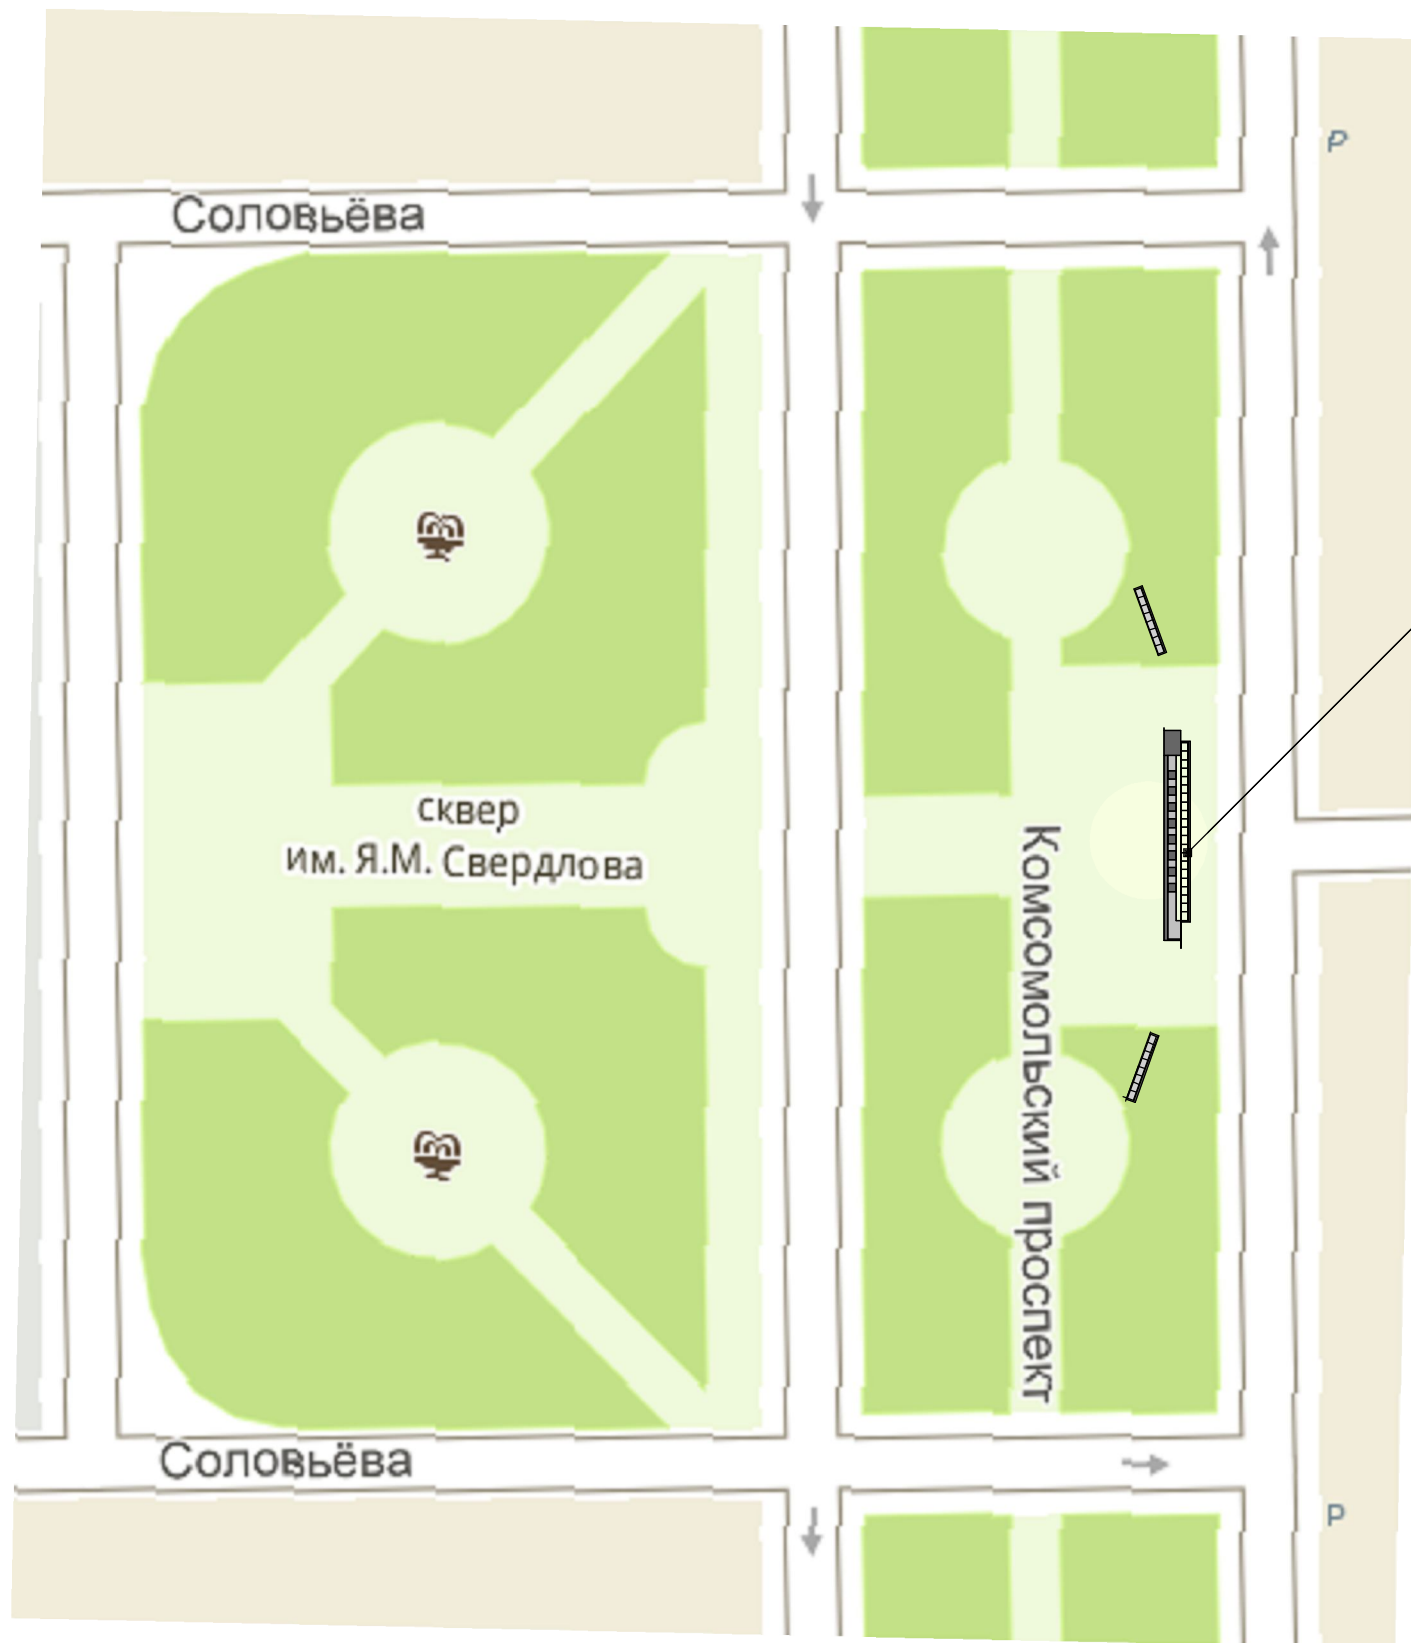 P
Соловьёва
сквер
им. Я.М. Свердлова
Комсомольский проспект
Соловьёва
P